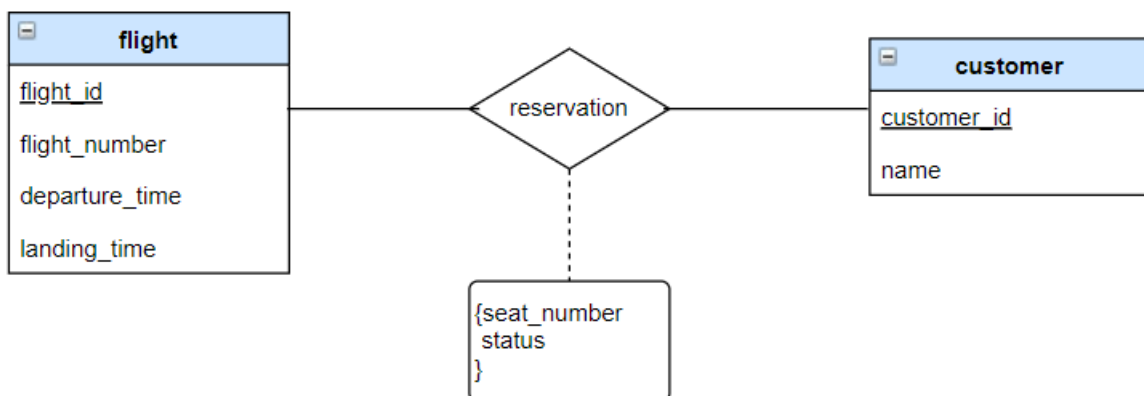 flight
flight_id
flight_number
departure_time
landing_time
reservation
{seat_number
status
}
customer
customer_id
name